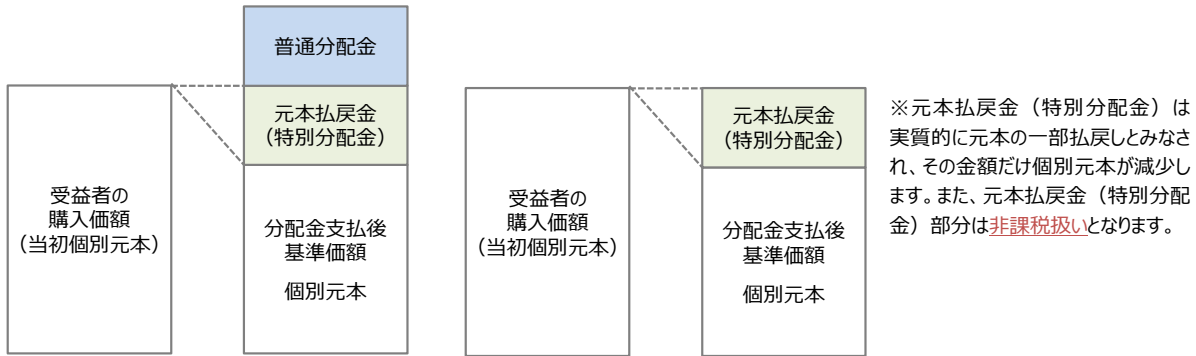 普通分配金
元本払戻金
(特別分配金)
受益者の
購入価額
(当初個別元本)
分配金支払後
基準価額
個別元本
元本払戻金
(特別分配金)
受益者の
購入価額
(当初個別元本)
分配金支払後
基準価額
個別元本
※元本払戻金（特別分配金）は
実質的に元本の一部払戻しとみなさ
れ、その金額だけ個別元本が減少し
ます。また、元本払戻金（特別分配
金）部分は非課税扱いとなります。